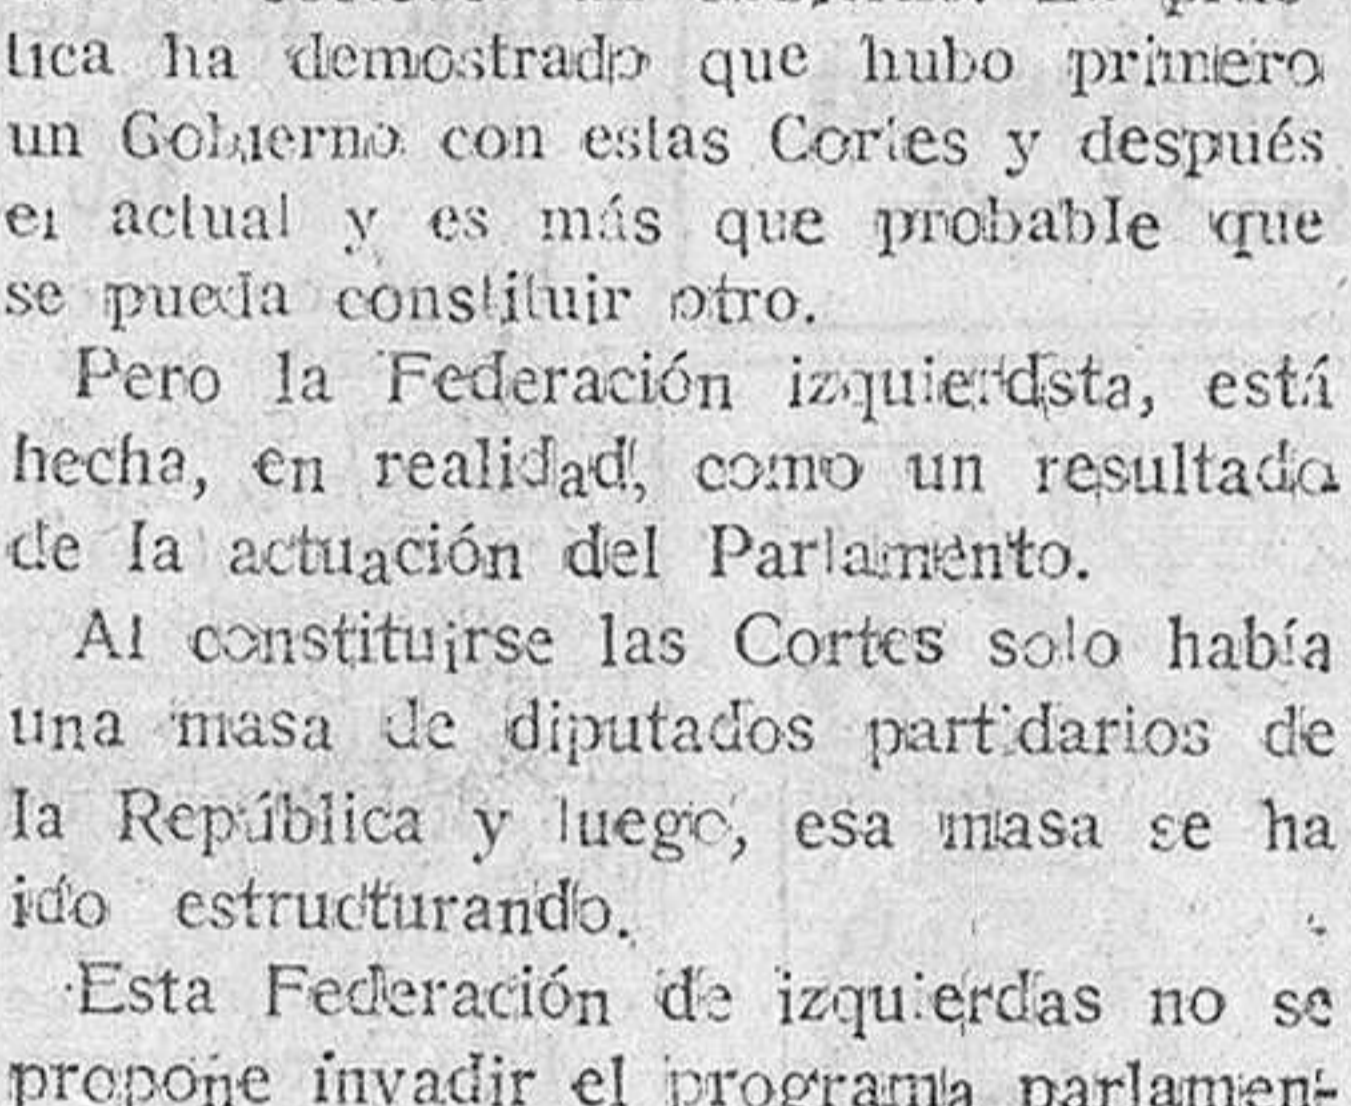 tica ha demostrado que hubo primero
un Gobierno con estas Cortes y después
el actual y es más que probable que
se pueda constituir otro.
Pero la Federación izquierdsta, está
hecha, en realidad, como un resultado
de la actuación del Parlamento.
Al constituirse las Cortes solo había
una masa de diputados partidarios de
la República y luego, esa masa se ha
ido estructurando.
Esta Federación de izquierdas no se
propone invadir el programa parlamen-